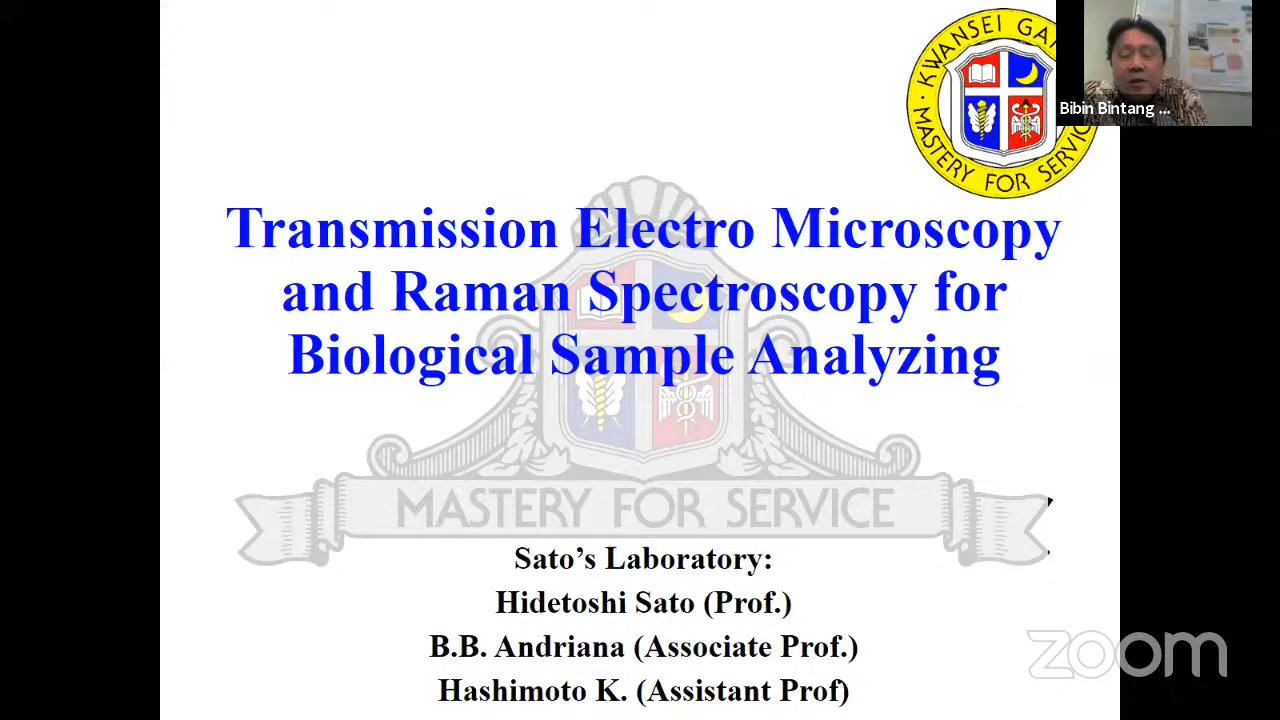 KWANSEI GA
MASTERY FOR SERVICE
Bibin Bintang ...
Transmission Electro Microscopy
and Raman Spectroscopy for
Biological Sample Analyzing
MASTERY FOR SERVICE
Sato's Laboratory:
Hidetoshi Sato (Prof.)
B.B. Andriana (Associate Prof.)
Hashimoto K. (Assistant Prof)
zoom